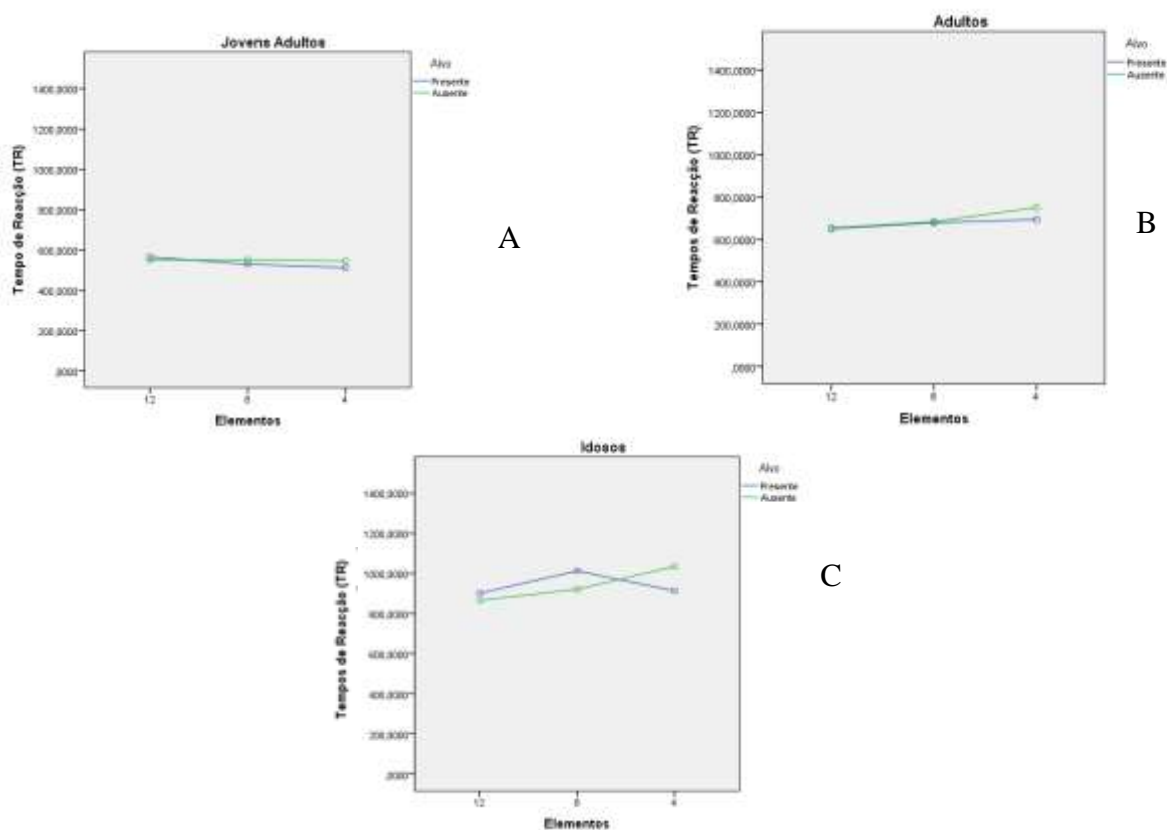 Jovens Adultos
Alvo
Presente
Ausente
1400,0000
1200,0000
1000,0000
800,0000
600,0000
400,0000
200,0000
,0000
Tempo de Reacção (TR)
12
8
4
Elementos
A
Adultos
Alvo
Presente
Ausente
1400,0000
1200,0000
1000,0000
800,0000
600,0000
400,0000
200,0000
,0000
Tempos de Reacção (TR)
12
8
4
Elementos
B
Idosos
Alvo
Presente
Ausente
1400,0000
1200,0000
1000,0000
800,0000
600,0000
400,0000
200,0000
,0000
Tempos de Reacção (TR)
12
8
4
Elementos
C